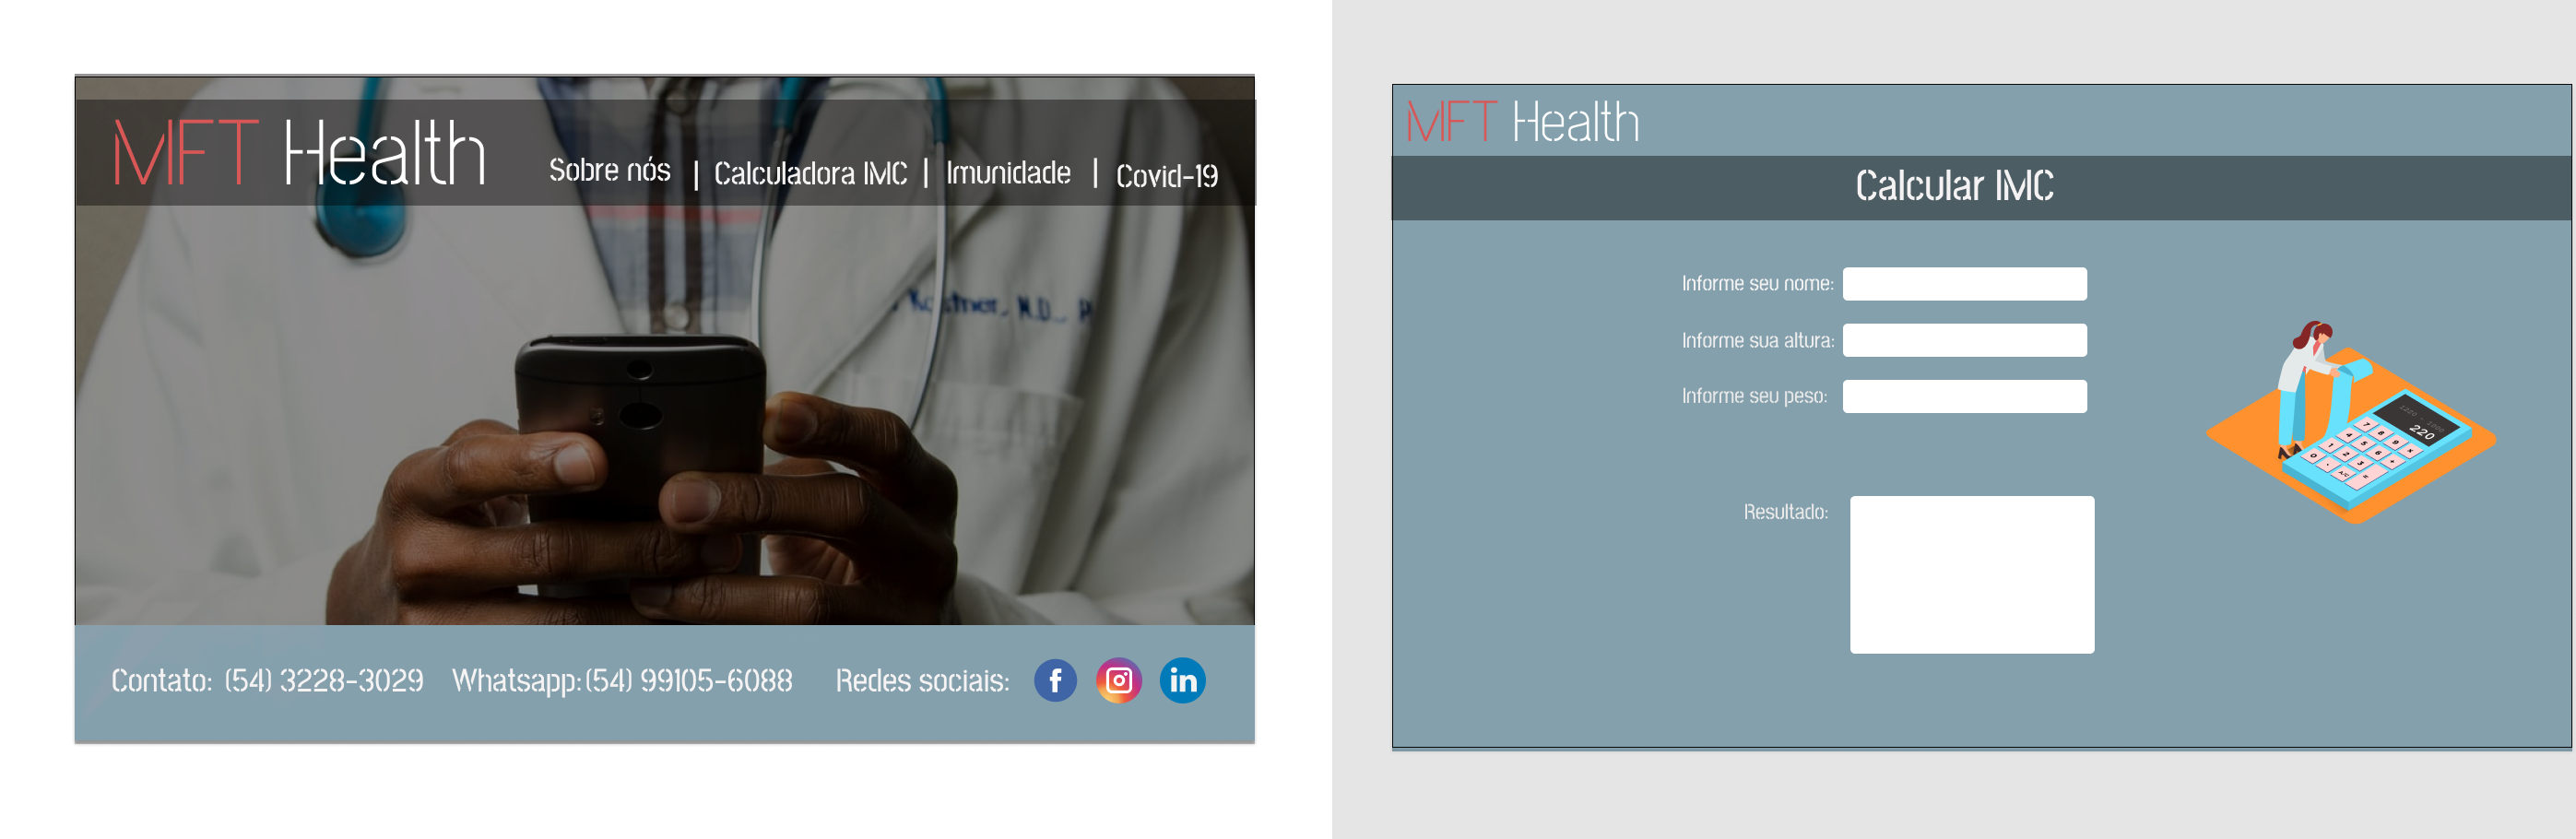 MFT Health
Sobre nós | Calculadora IMC | Imunidade | Covid-19
M.D.
Contato: (54) 3228-3029 Whatsapp: (54) 99105-6088 Redes sociais: f in
MFT Health
Calcular IMC
Informe seu nome:
Informe sua altura:
Informe seu peso:
220
Resultado: